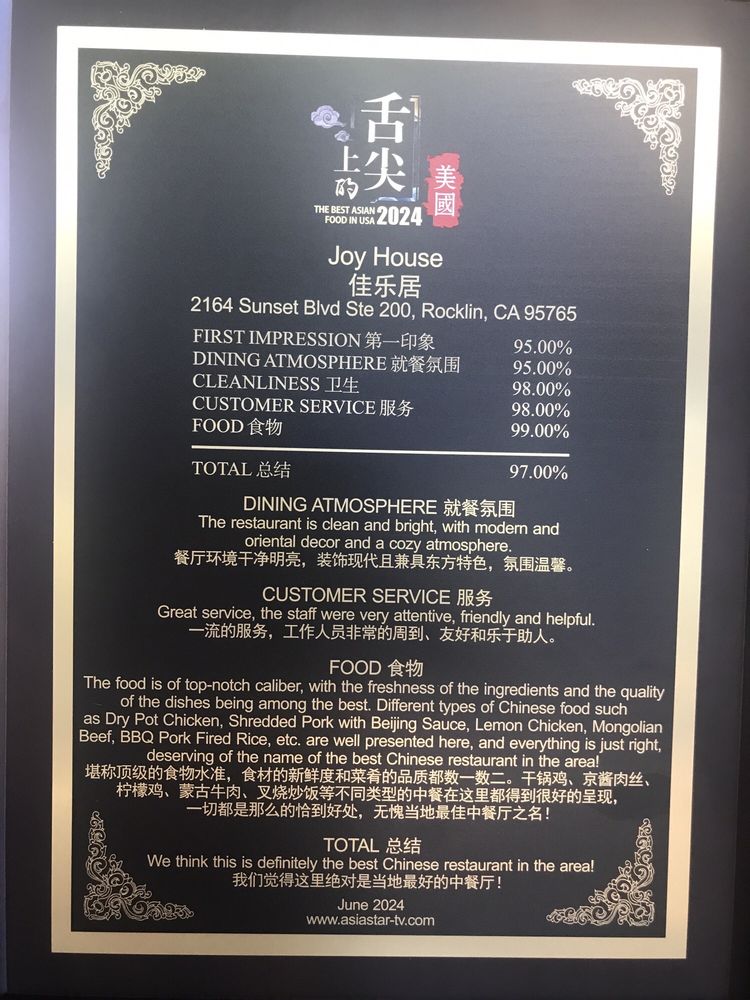 舌尖
上的
美國
THE BEST ASIAN
FOOD IN USA 2024
Joy House
佳乐居
2164 Sunset Blvd Ste 200, Rocklin, CA 95765
FIRST IMPRESSION 第一印象 95.00%
DINING ATMOSPHERE 就餐氛围 95.00%
CLEANLINESS 卫生 98.00%
CUSTOMER SERVICE 服务 98.00%
FOOD 食物 99.00%
TOTAL 总结 97.00%
DINING ATMOSPHERE 就餐氛围
The restaurant is clean and bright, with modern and
oriental decor and a cozy atmosphere.
餐厅环境干净明亮，装饰现代且兼具东方特色，氛围温馨。
CUSTOMER SERVICE 服务
Great service, the staff were very attentive, friendly and helpful.
一流的服务，工作人员非常的周到、友好和乐于助人。
FOOD 食物
The food is of top-notch caliber, with the freshness of the ingredients and the quality
of the dishes being among the best. Different types of Chinese food such
as Dry Pot Chicken, Shredded Pork with Beijing Sauce, Lemon Chicken, Mongolian
Beef, BBQ Pork Fired Rice, etc. are well presented here, and everything is just right,
deserving of the name of the best Chinese restaurant in the area!
堪称顶级的食物水准，食材的新鲜度和菜肴的品质都数一数二。干锅鸡、京酱肉丝、
柠檬鸡、蒙古牛肉、叉烧炒饭等不同类型的中餐在这里都得到很好的呈现，
一切都是那么的恰到好处，无愧当地最佳中餐厅之名！
TOTAL 总结
We think this is definitely the best Chinese restaurant in the area!
我们觉得这里绝对是当地最好的中餐厅！
June 2024
www.asiastar-tv.com